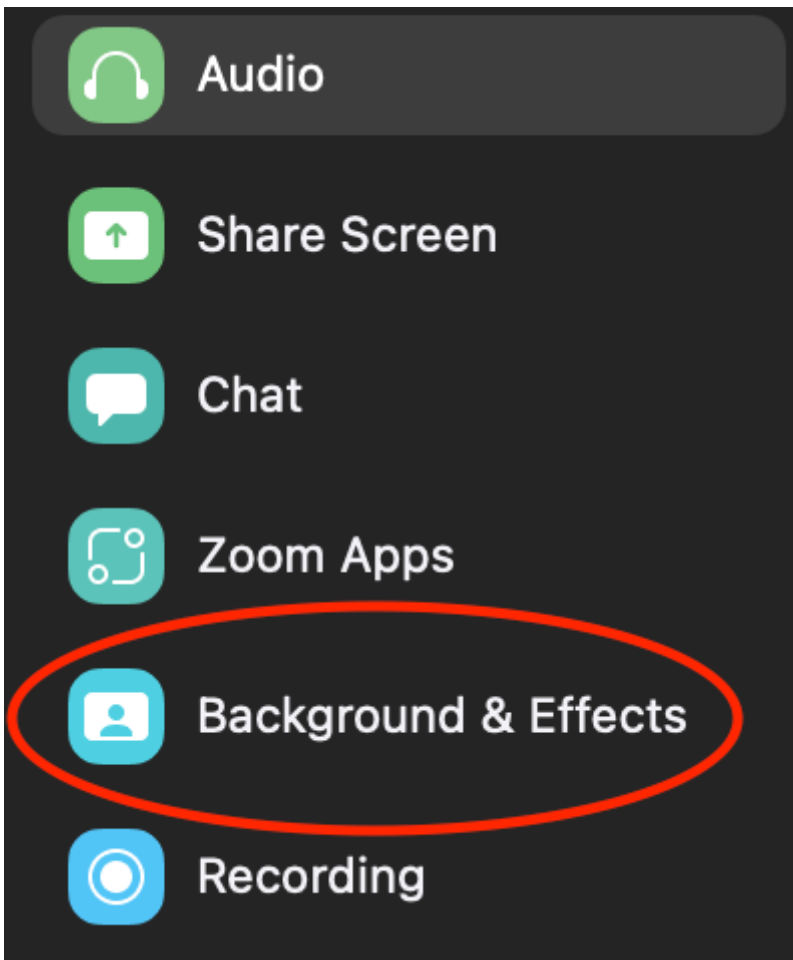 Audio
Share Screen
Chat
Zoom Apps
Background & Effects
Recording